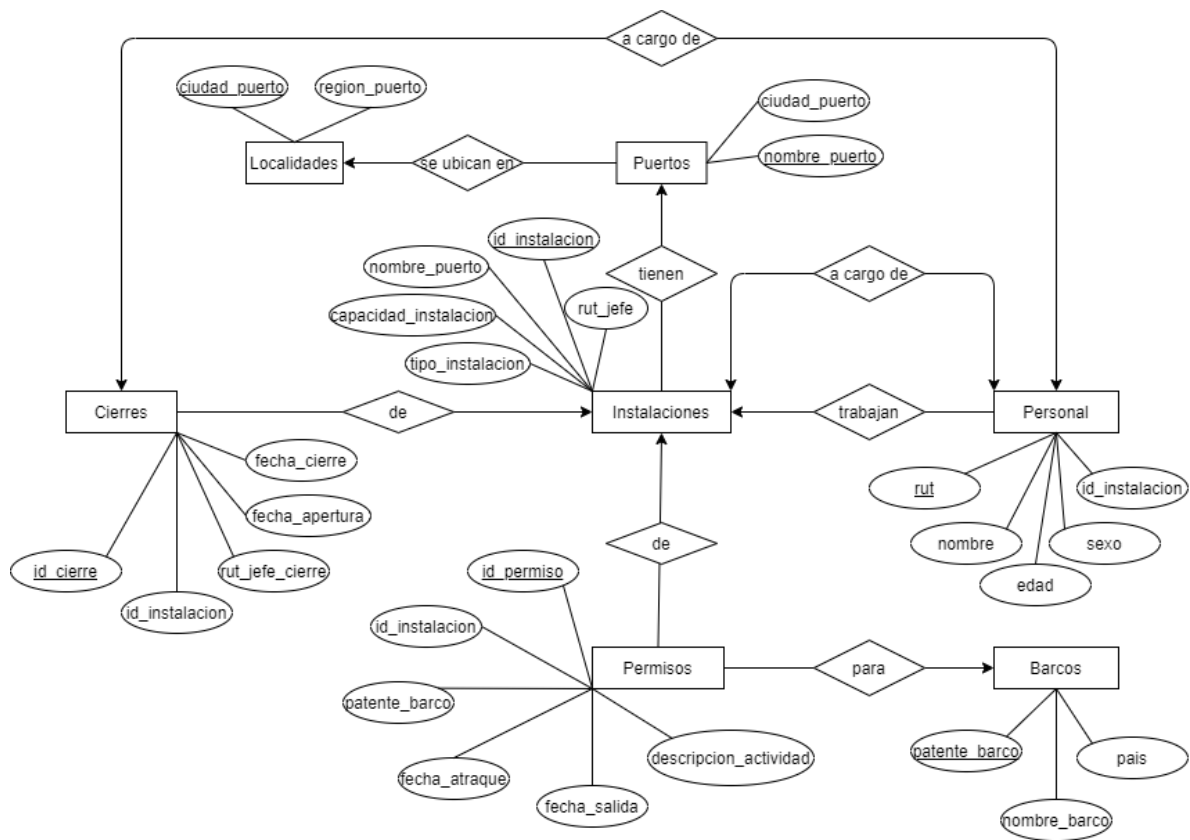 a cargo de
ciudad_puerto
region_puerto
ciudad_puerto
Localidades
se ubican en
Puertos
nombre_puerto
id_instalacion
nombre_puerto
tienen
a cargo de
capacidad_instalacion
rut_jefe
tipo_instalacion
Cierres
de
Instalaciones
trabajan
Personal
fecha_cierre
fecha_apertura
id_cierre
rut_jefe_cierre
id_instalacion
rut
id_instalacion
nombre
sexo
edad
de
id_permiso
id_instalacion
Permisos
para
Barcos
patente_barco
fecha_atraque
fecha_salida
descripcion_actividad
patente_barco
pais
nombre_barco